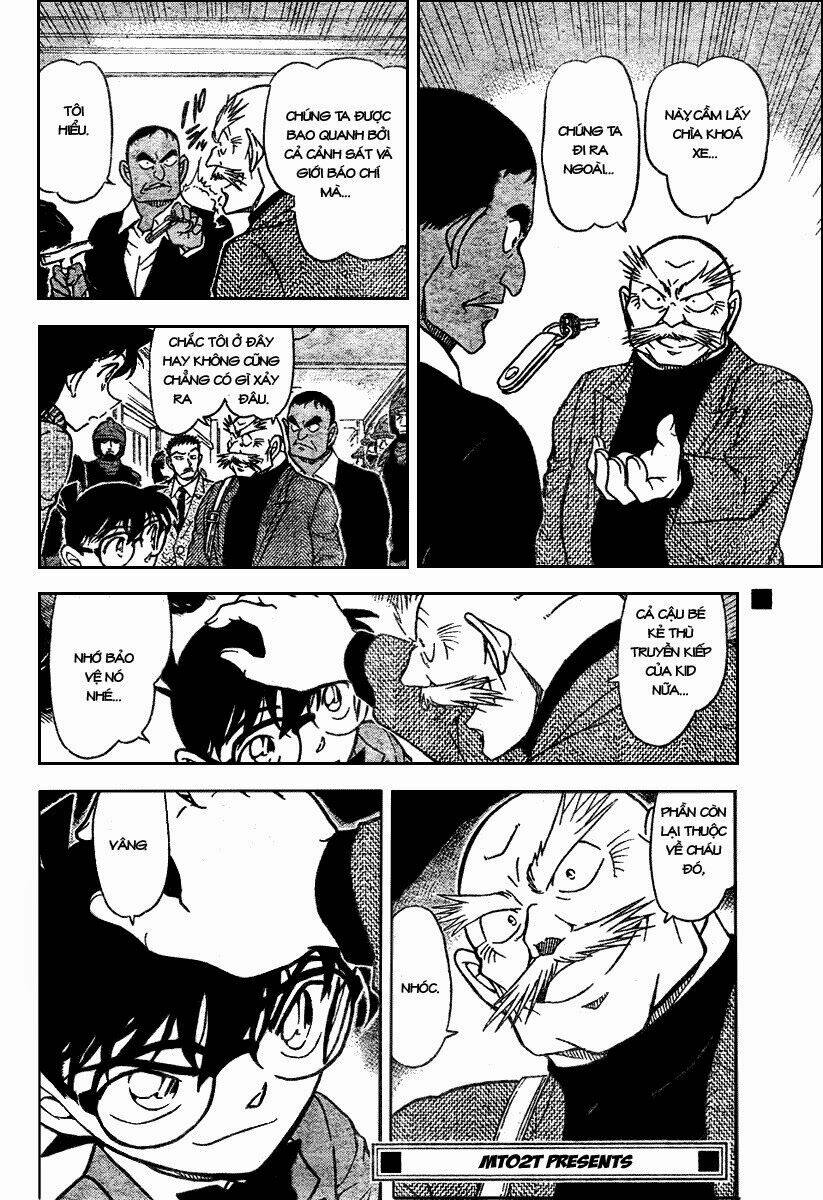 NÀY, CẦM LẤY
CHÌA KHOÁ
XE...
CHÚNG TA
ĐI RA
NGOÀI...
CHÚNG TA ĐƯỢC
BAO QUANH BỞI
CẢ CẢNH SÁT VÀ
GIỚI BÁO CHÍ
MÀ...
TÔI
HIỂU.
CHẮC TÔI Ở ĐÂY
HAY KHÔNG CŨNG
CHẲNG CÓ GÌ XẢY
RA ĐÂU.
CẢ CẬU BÉ
KẺ THÙ
TRUYỀN KIẾP
CỦA KID
NỮA...
NHỚ BẢO
VỆ NÓ
NHÉ...
PHẦN CÒN
LẠI THUỘC
VỀ CHÁU
ĐÓ,
NHÓC.
VÂNG
MTO2T PRESENTS